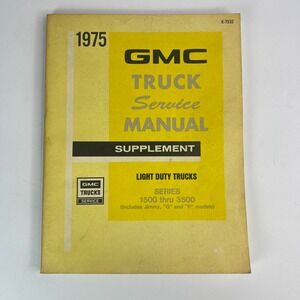 X-7532
1975
GMC
TRUCK
Service
MANUAL
SUPPLEMENT
LIGHT DUTY TRUCKS
SERIES
1500 thru 3500
(Includes Jimmy, "G" and "P" models)
GMC
TRUCKS
SERVICE